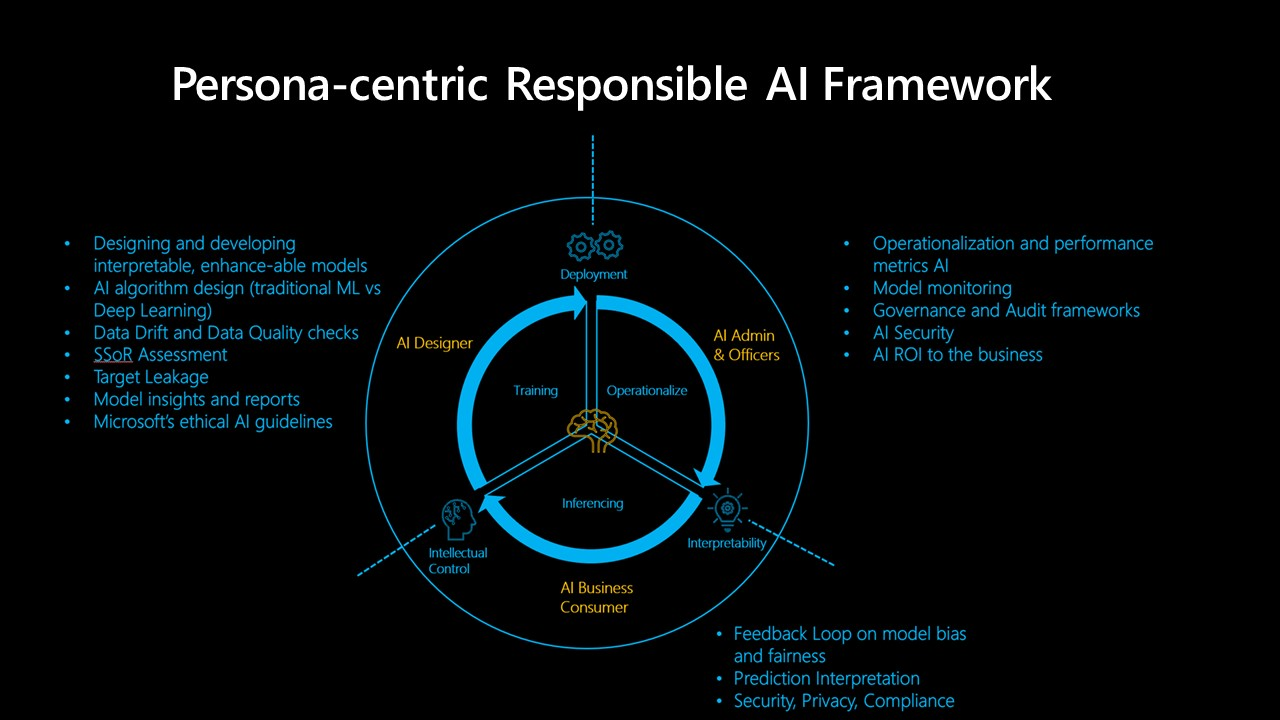 Persona-centric Responsible AI Framework
• Designing and developing
interpretable, enhance-able models
• AI algorithm design (traditional ML vs
Deep Learning)
• Data Drift and Data Quality checks
• SSoR Assessment
• Target Leakage
• Model insights and reports
• Microsoft's ethical AI guidelines
Deployment
AI Designer
AI Admin
& Officers
Training
Operationalize
Inferencing
Intellectual
Control
Interpretability
AI Business
Consumer
• Operationalization and performance
metrics AI
• Model monitoring
• Governance and Audit frameworks
• AI Security
• AI ROI to the business
• Feedback Loop on model bias
and fairness
• Prediction Interpretation
• Security, Privacy, Compliance